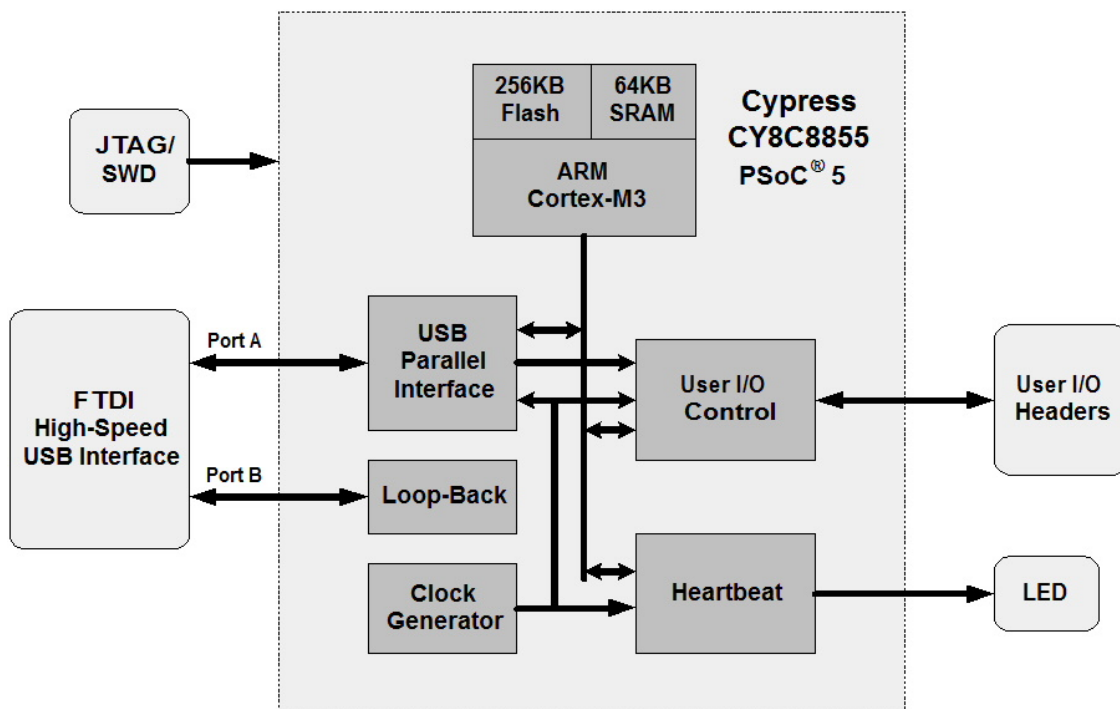 256KB
Flash
64KB
SRAM
ARM
Cortex-M3
Cypress
CY8C8855
PSoC® 5
JTAG/
SWD
FTDI
High-Speed
USB Interface
Port A
Port B
USB
Parallel
Interface
Loop-Back
Clock
Generator
User I/O
Control
Heartbeat
User I/O
Headers
LED